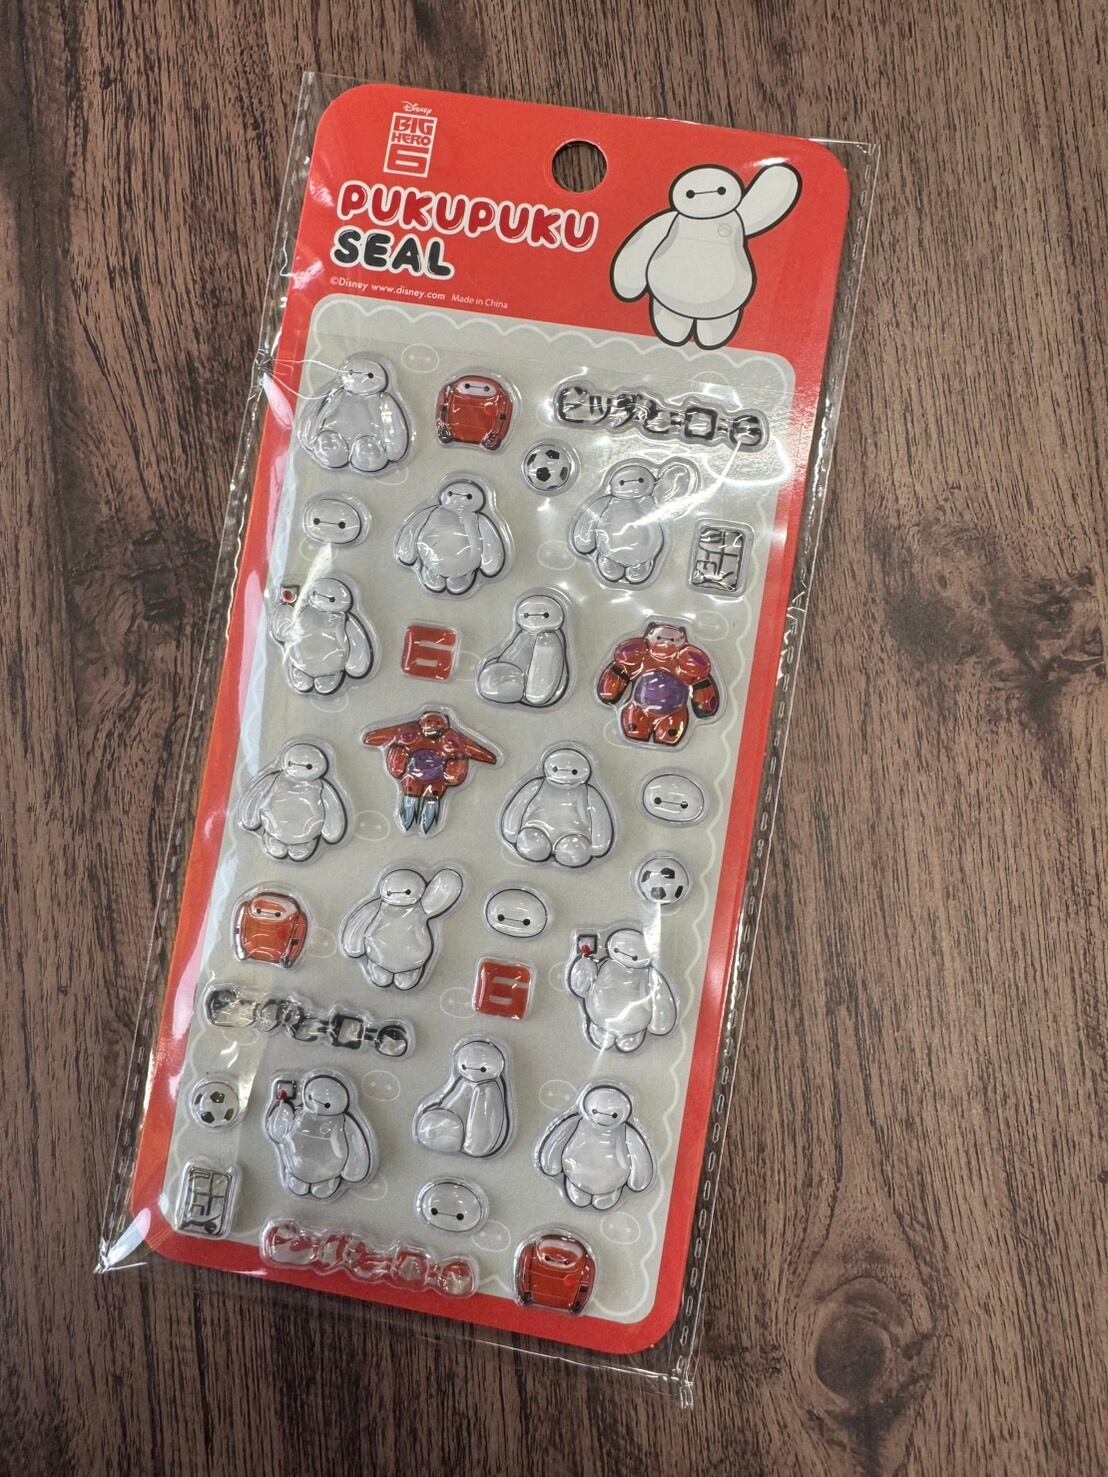 Disney
BIG
HERO
6
PUKUPUKU
SEAL
©Disney www.disney.com Made in China
ビッグヒーロー
6
6